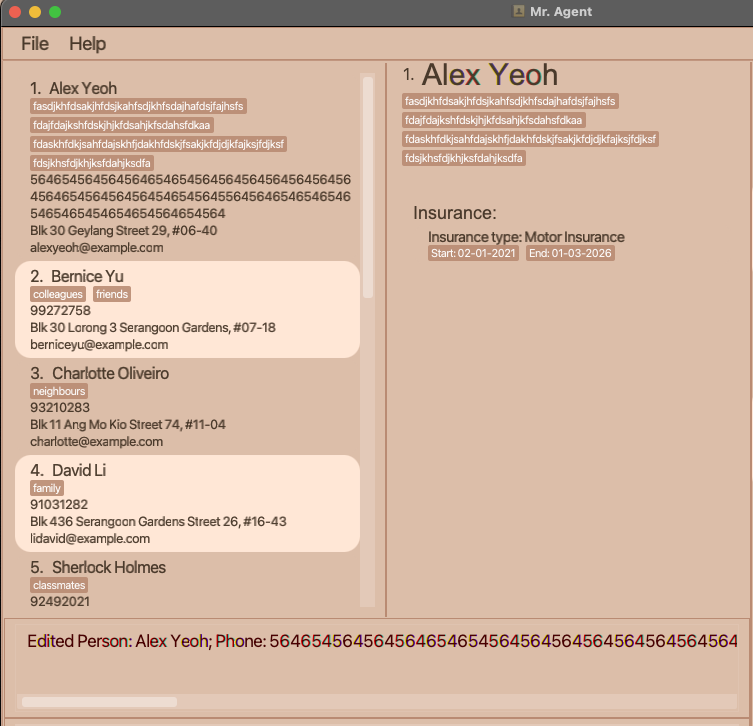 Mr. Agent
File Help
1. Alex Yeoh
fasdjkhfdsakjhfdsjkahfsdjkhfsdajhafdsjfajhsfs
fdajfdajkshfdskjhjkfdsahjkfsdahsfdkaa
fdaskhfdkjsahfdajskhfjdakhfdskjfsakjkfdjdjkfajksjfdjksf
fdsjkhsfdjkhjksfdahjksdfa
Blk 30 Geylang Street 29, #06-40
alexyeoh@example.com
2. Bernice Yu
colleagues friends
99272758
Blk 30 Lorong 3 Serangoon Gardens, #07-18
berniceyu@example.com
3. Charlotte Oliveiro
neighbours
93210283
Blk 11 Ang Mo Kio Street 74, #11-04
charlotte@example.com
4. David Li
family
91031282
Blk 436 Serangoon Gardens Street 26, #16-43
lidavid@example.com
5. Sherlock Holmes
classmates
92492021
1. Alex Yeoh
fasdjkhfdsakjhfdsjkahfsdjkhfsdajhafdsjfajhsfs
fdajfdajkshfdskjhjkfdsahjkfsdahsfdkaa
fdaskhfdkjsahfdajskhfjdakhfdskjfsakjkfdjdjkfajksjfdjksf
fdsjkhsfdjkhjksfdahjksdfa
Insurance:
Insurance type: Motor Insurance
Start: 02-01-2021 End: 01-03-2026
Edited Person: Alex Yeoh; Phone: